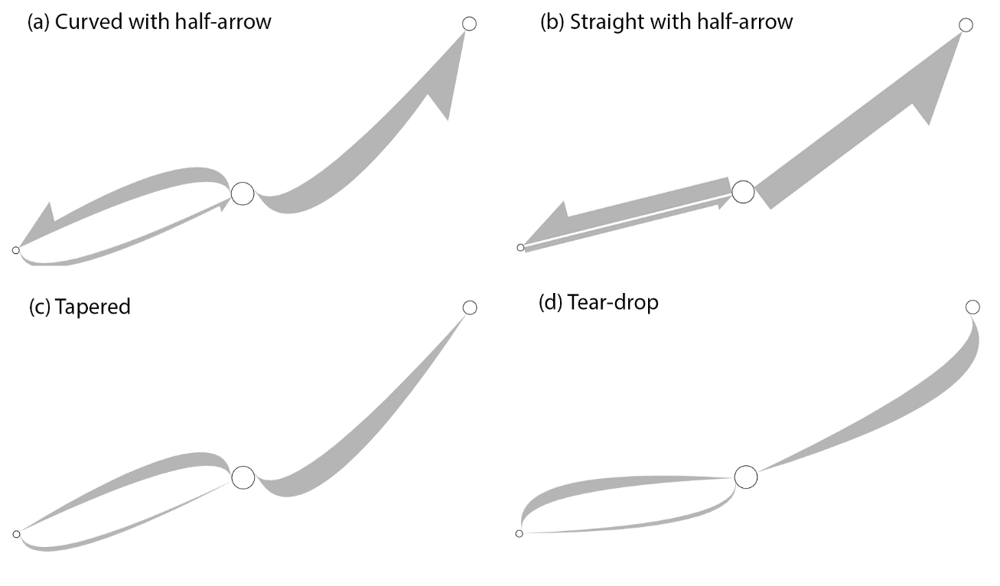 (a) Curved with half-arrow
(b) Straight with half-arrow
(c) Tapered
(d) Tear-drop